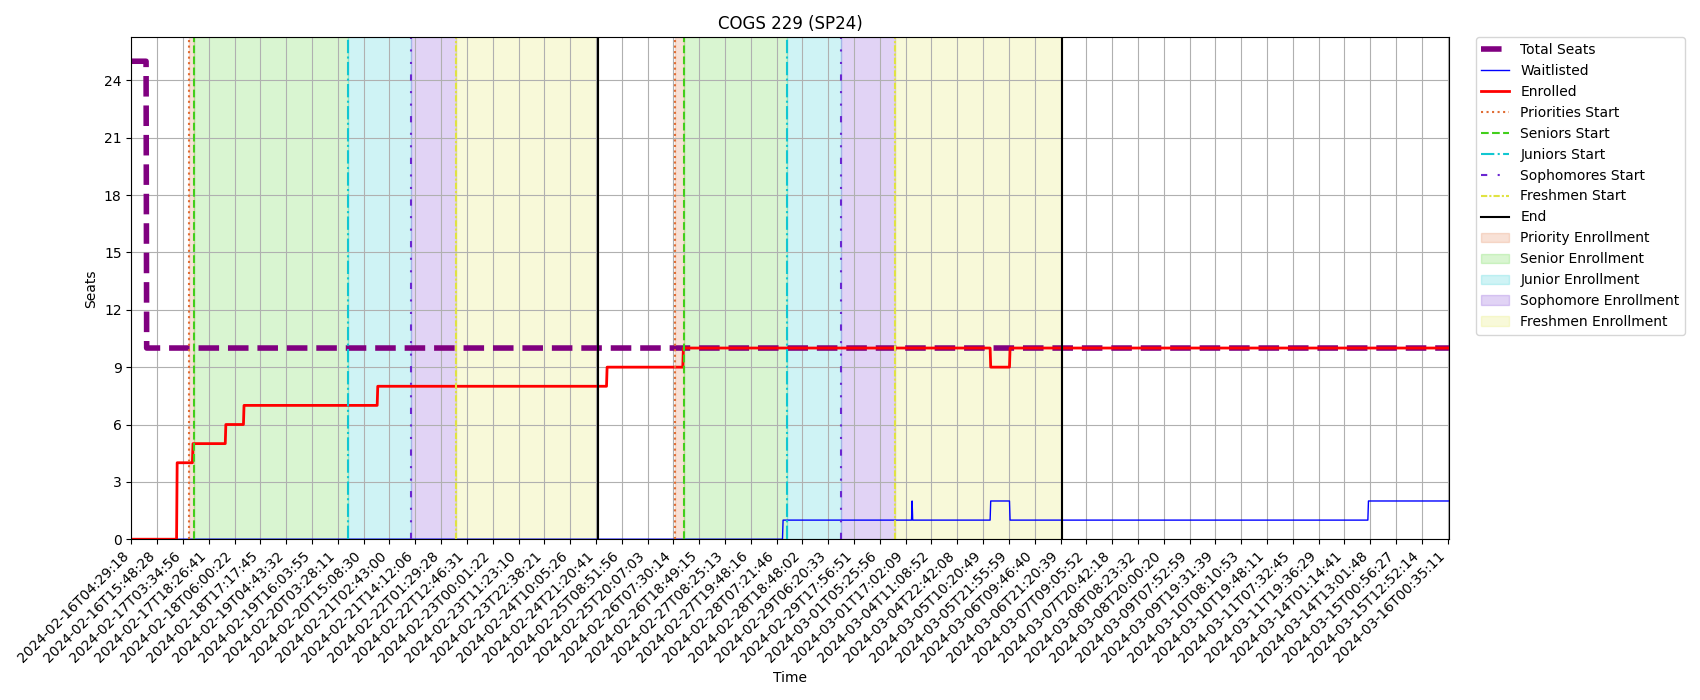 COGS 229 (SP24)
Seats
24
21
18
15
12
9
6
3
0
Total Seats
Waitlisted
Enrolled
Priorities Start
Seniors Start
Juniors Start
Sophomores Start
Freshmen Start
End
Priority Enrollment
Senior Enrollment
Junior Enrollment
Sophomore Enrollment
Freshmen Enrollment
2024-02-16T04:29:18
2024-02-16T15:48:28
2024-02-17T03:34:56
2024-02-17T18:26:41
2024-02-18T06:00:22
2024-02-18T17:17:45
2024-02-19T04:43:32
2024-02-19T16:03:55
2024-02-20T03:28:11
2024-02-20T15:08:30
2024-02-21T02:43:00
2024-02-21T14:12:06
2024-02-22T01:29:28
2024-02-22T12:46:31
2024-02-23T00:01:22
2024-02-23T11:23:10
2024-02-23T22:38:21
2024-02-24T10:05:26
2024-02-24T21:20:41
2024-02-25T08:51:56
2024-02-25T20:07:03
2024-02-26T07:30:14
2024-02-26T18:49:15
2024-02-27T08:25:13
2024-02-27T19:48:16
2024-02-28T07:21:46
2024-02-28T18:48:02
2024-02-29T06:20:33
2024-02-29T17:56:51
2024-03-01T05:25:56
2024-03-01T17:02:09
2024-03-04T11:08:52
2024-03-04T22:42:08
2024-03-05T10:20:49
2024-03-05T21:55:59
2024-03-06T09:46:40
2024-03-06T21:20:39
2024-03-07T09:05:52
2024-03-07T20:42:18
2024-03-08T08:23:32
2024-03-08T20:00:20
2024-03-09T07:52:59
2024-03-09T19:31:39
2024-03-10T08:10:53
2024-03-10T19:48:11
2024-03-11T07:32:45
2024-03-11T19:36:29
2024-03-14T01:14:41
2024-03-14T13:01:48
2024-03-15T00:56:27
2024-03-15T12:52:14
2024-03-16T00:35:11
Time